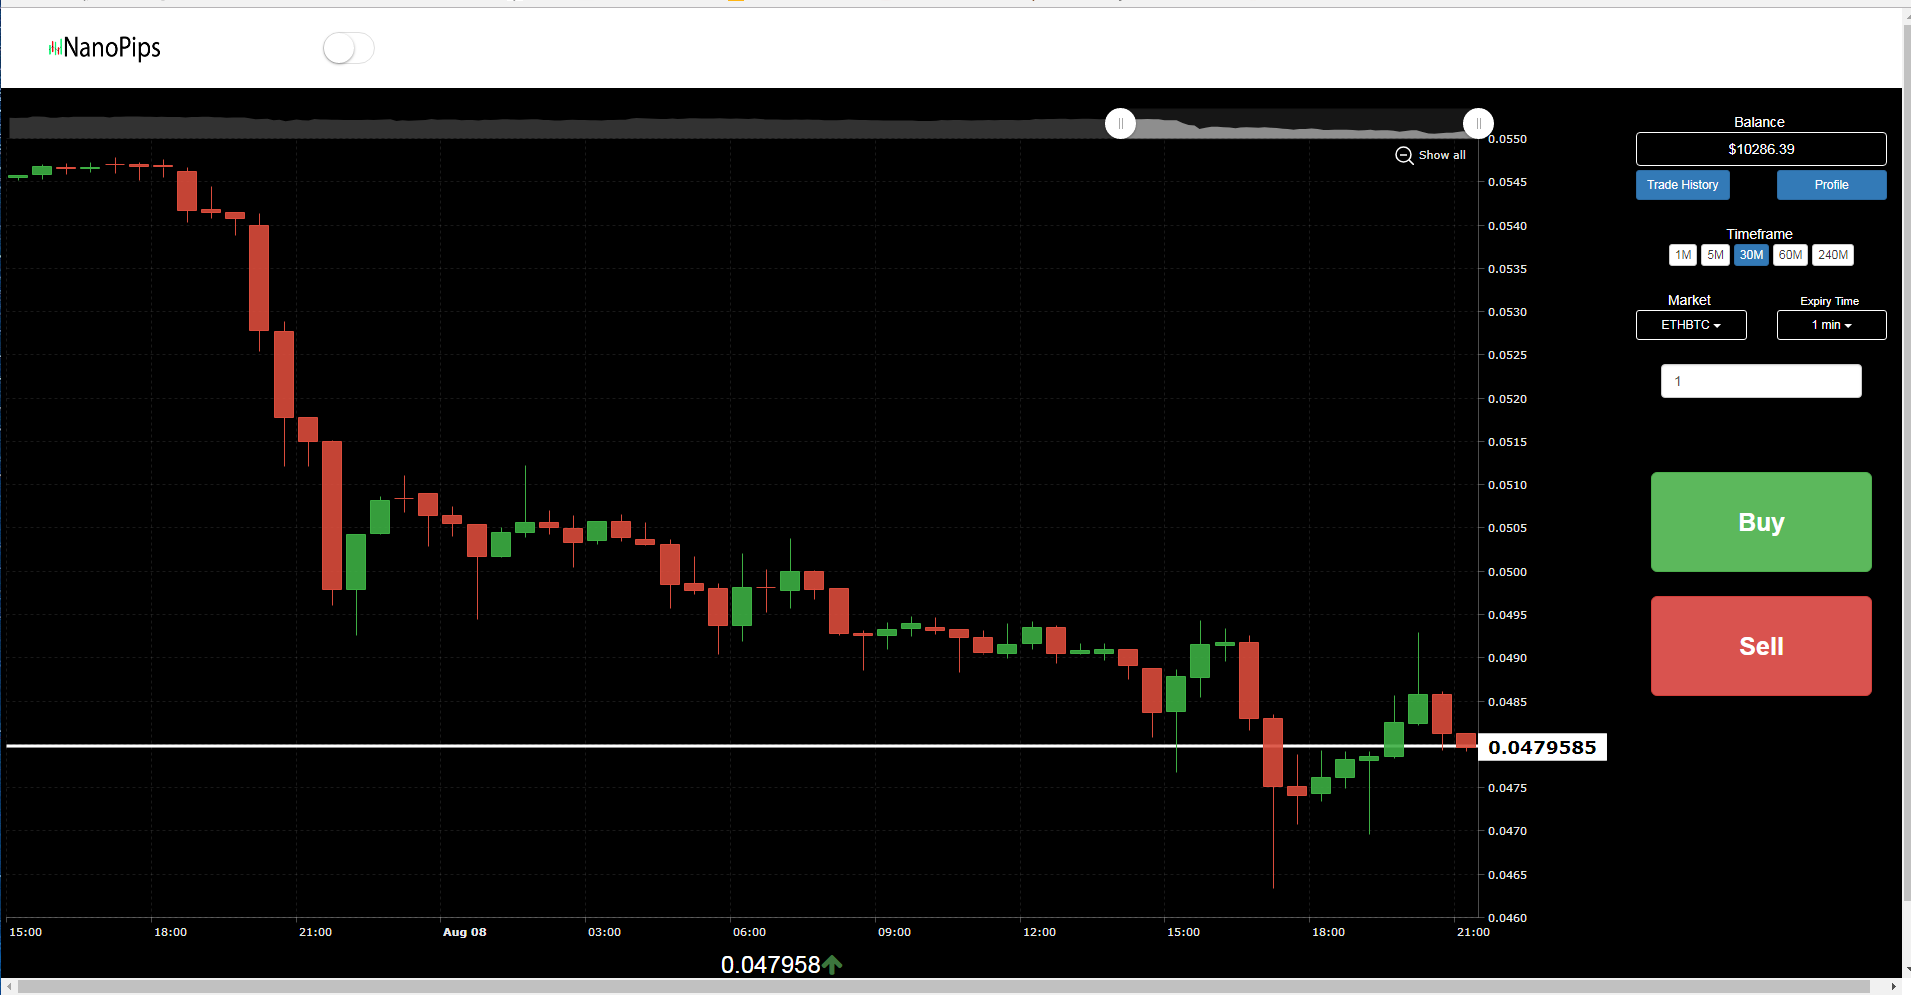 NanoPips
Show all
0.0550
0.0545
0.0540
0.0535
0.0530
0.0525
0.0520
0.0515
0.0510
0.0505
0.0500
0.0495
0.0490
0.0485
0.0479585
0.0475
0.0470
0.0465
0.0460
15:00 18:00 21:00 Aug 08 03:00 06:00 09:00 12:00 15:00 18:00 21:00
0.047958
Balance
$10286.39
Trade History Profile
Timeframe
1M 5M 30M 60M 240M
Market Expiry Time
ETHBTC 1 min
1
Buy
Sell